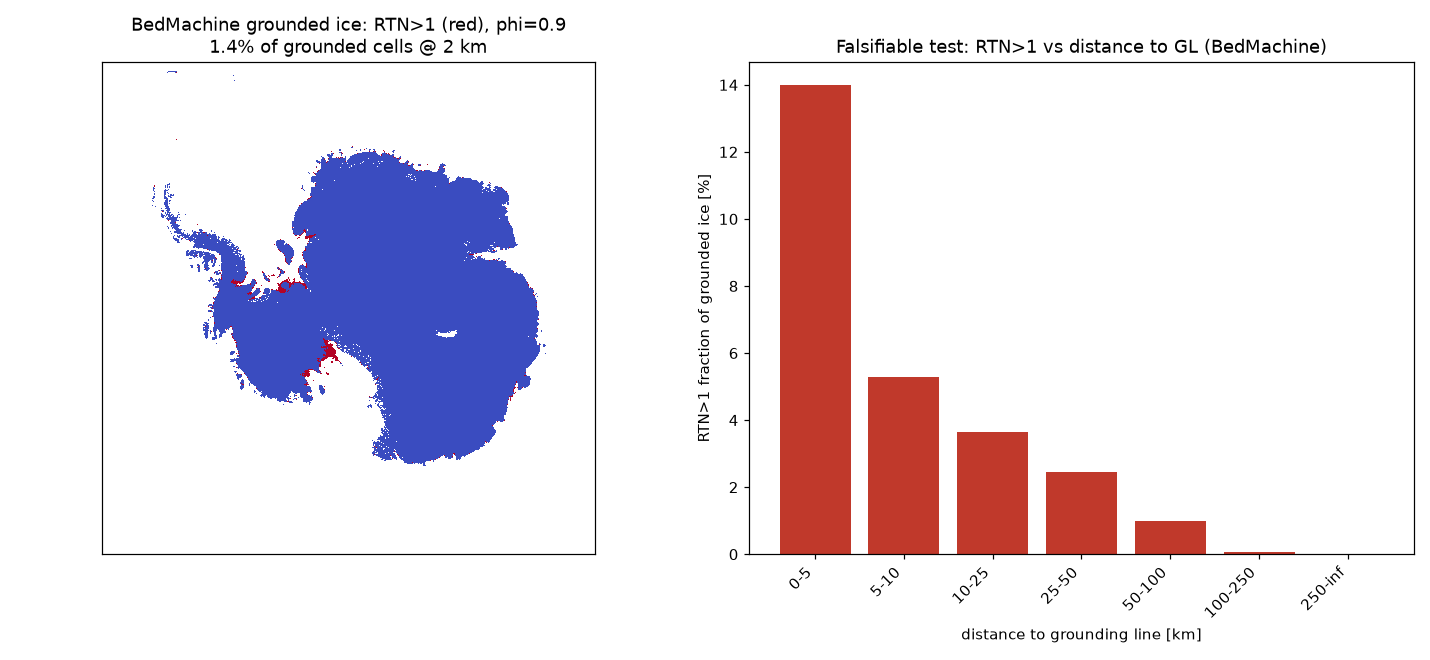 BedMachine grounded ice: RTN>1 (red), phi=0.9
1.4% of grounded cells @ 2 km
Falsifiable test: RTN>1 vs distance to GL (BedMachine)
RTN>1 fraction of grounded ice [%]
14
12
10
8
6
4
2
0
0-5
5-10
10-25
25-50
50-100
100-250
250-inf
distance to grounding line [km]